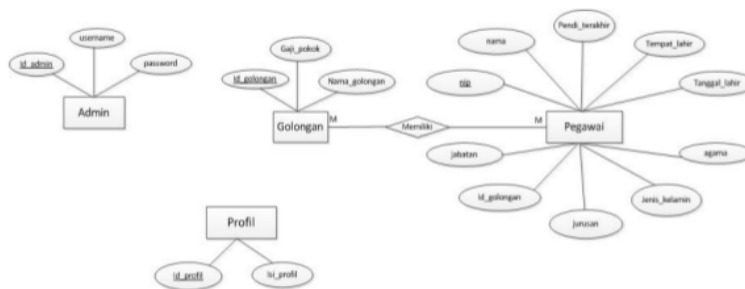 username
Id_admin
password
Admin
Gaji_pokok
Id_golongan
Nama_golongan
Golongan
M
Memiliki
M
Pegawai
nama
Pendi_terakhir
Tempat_lahir
nip
Tanggal_lahir
jabatan
agama
id_golongan
Jenis_kelamin
jurusan
Profil
Id_profil
Isi_profil